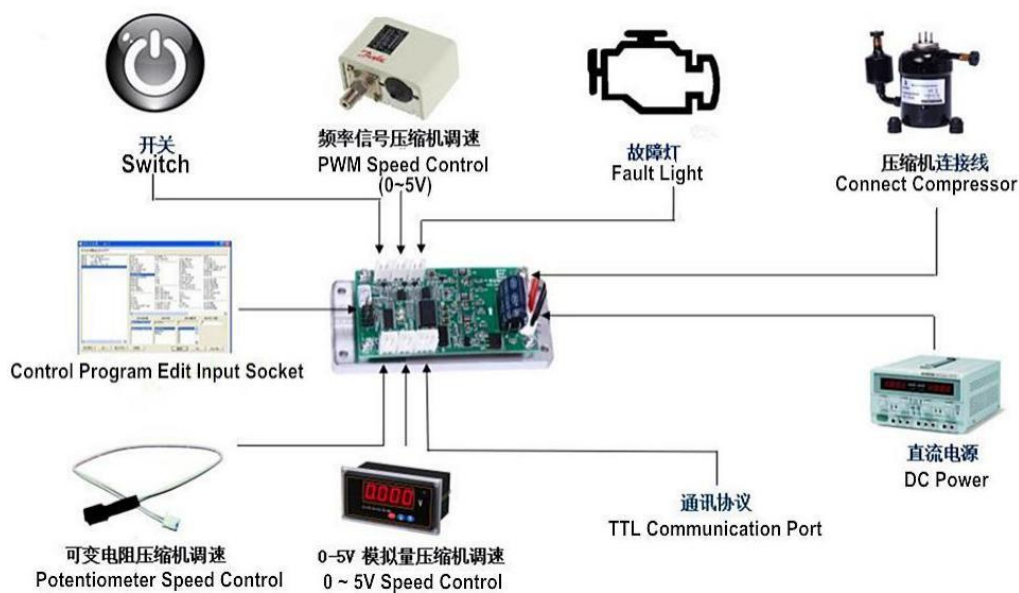 Danfoss
开关
Switch
频率信号压缩机调速
PWM Speed Control
(0~5V)
故障灯
Fault Light
压缩机连接线
Connect Compressor
Control Program Edit Input Socket
直流电源
DC Power
可变电阻压缩机调速
Potentiometer Speed Control
0.000
V
0-5V 模拟量压缩机调速
0 ~ 5V Speed Control
通讯协议
TTL Communication Port